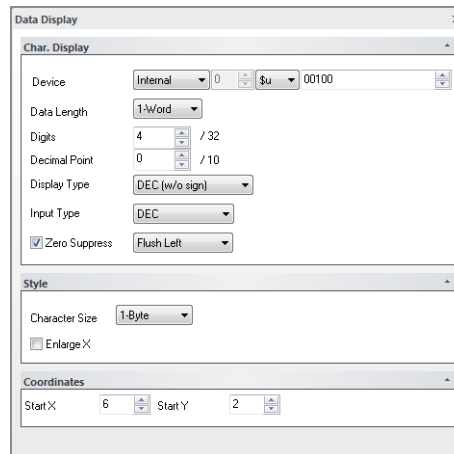 Data Display
Char. Display
Device Internal 0 $u 00100
Data Length 1-Word
Digits 4 / 32
Decimal Point 0 / 10
Display Type DEC (w/o sign)
Input Type DEC
Zero Suppress Flush Left
Style
Character Size 1-Byte
Enlarge X
Coordinates
Start X 6 Start Y 2